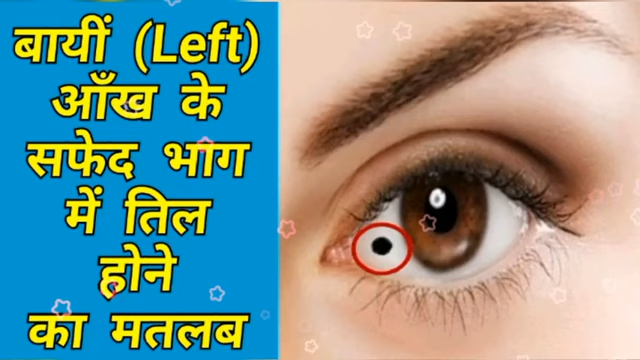 बायीं (Left)
आँख के
सफेद भाग
में तिल
होने
का मतलब